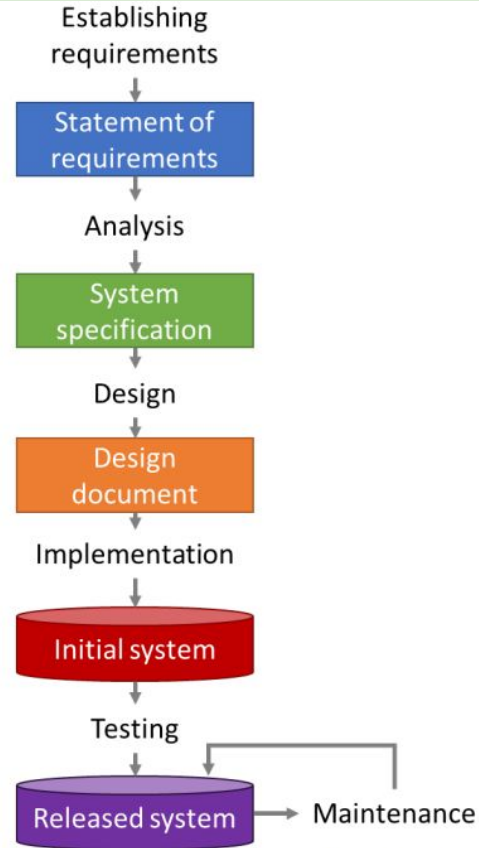 Establishing
requirements
Statement of
requirements
Analysis
System
specification
Design
Design
document
Implementation
Initial system
Testing
Released system
Maintenance